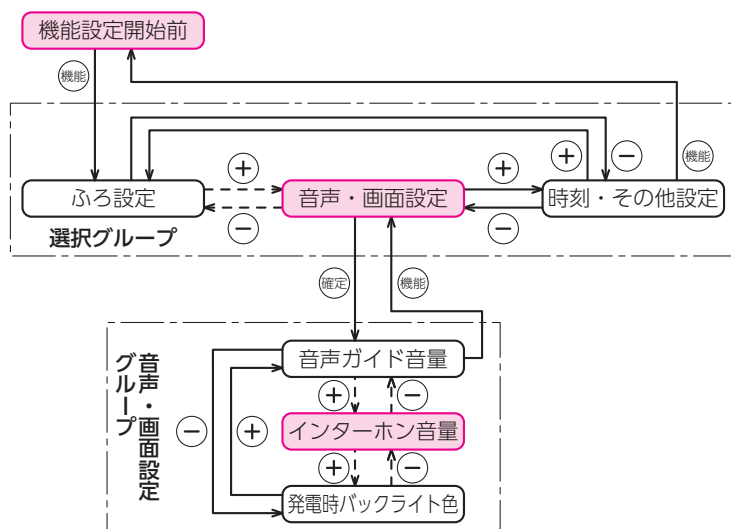 機能設定開始前
機能
ふろ設定
+
−
音声・画面設定
+
−
+
−
機能
時刻・その他設定
選択グループ
確定
機能
音声・画面設定
グループ
音声ガイド音量
−
+
+
−
インターホン音量
+
−
発電時バックライト色